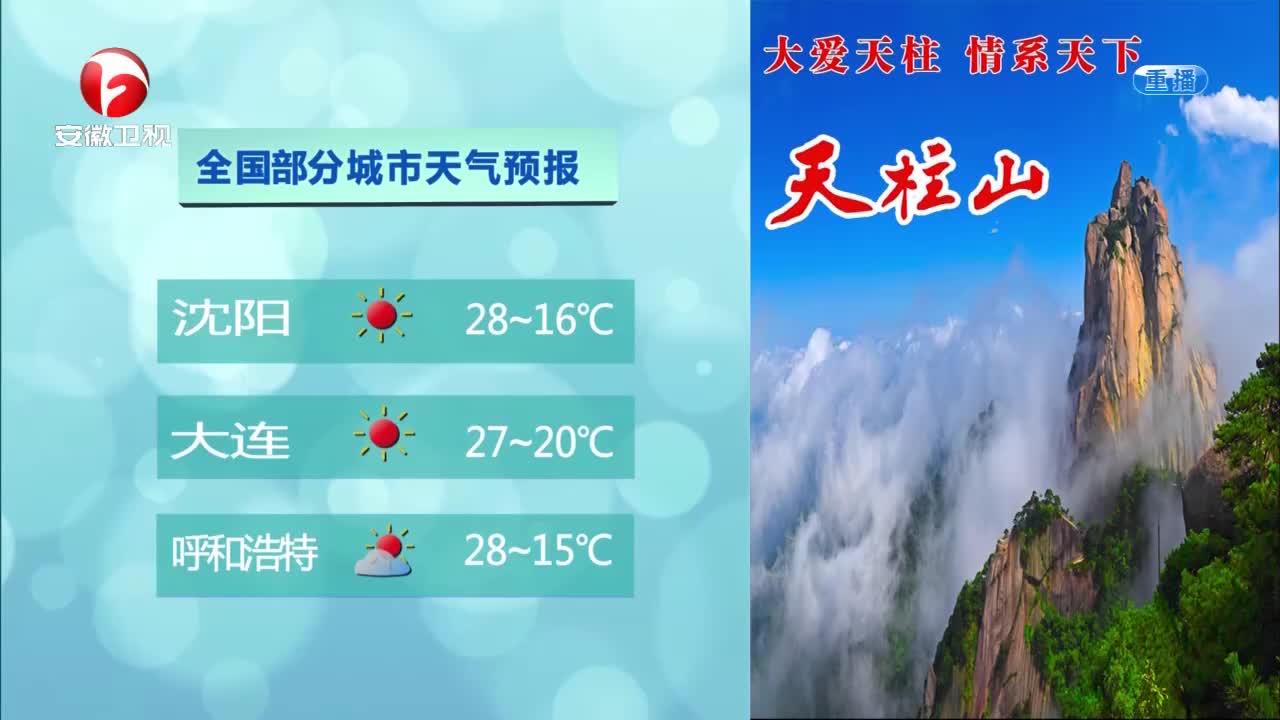 安徽卫视
全国部分城市天气预报
沈阳 28~16℃
大连 27~20℃
呼和浩特 28~15℃
大爱天柱 情系天下
重播
天柱山